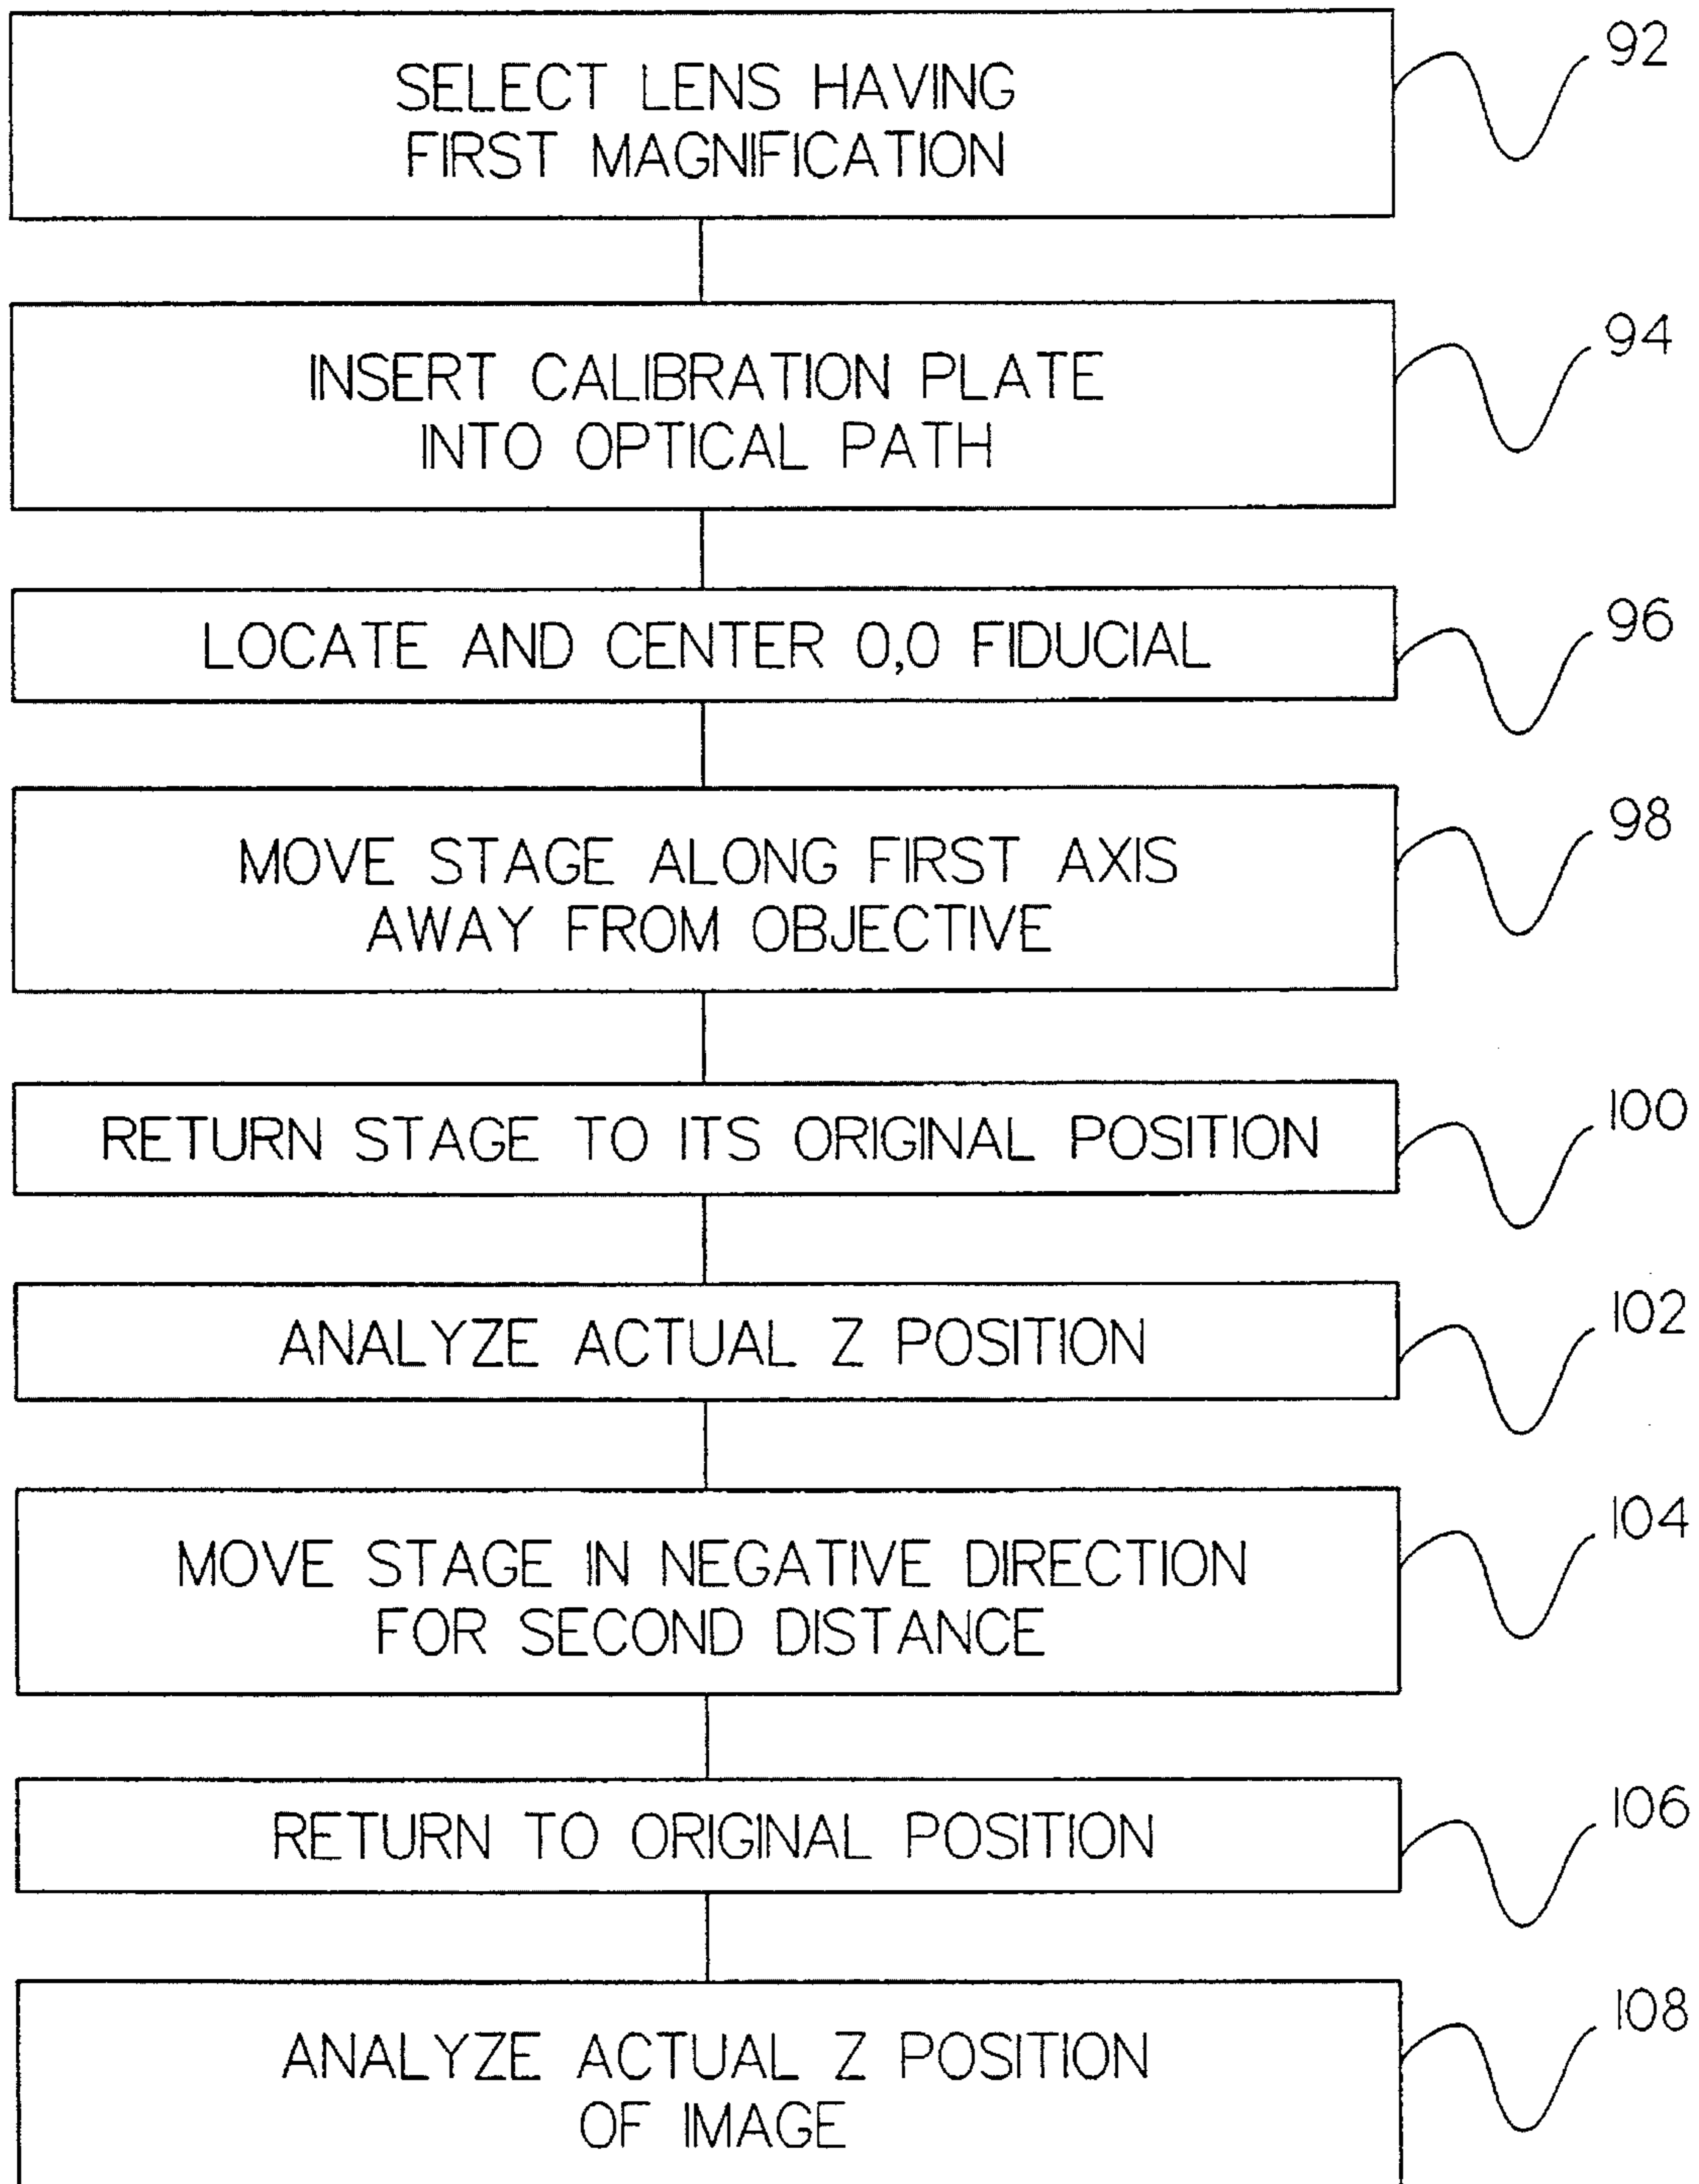 SELECT LENS HAVING
FIRST MAGNIFICATION
92
INSERT CALIBRATION PLATE
INTO OPTICAL PATH
94
LOCATE AND CENTER 0,0 FIDUCIAL
96
MOVE STAGE ALONG FIRST AXIS
AWAY FROM OBJECTIVE
98
RETURN STAGE TO ITS ORIGINAL POSITION
100
ANALYZE ACTUAL Z POSITION
102
MOVE STAGE IN NEGATIVE DIRECTION
FOR SECOND DISTANCE
104
RETURN TO ORIGINAL POSITION
106
ANALYZE ACTUAL Z POSITION
OF IMAGE
108